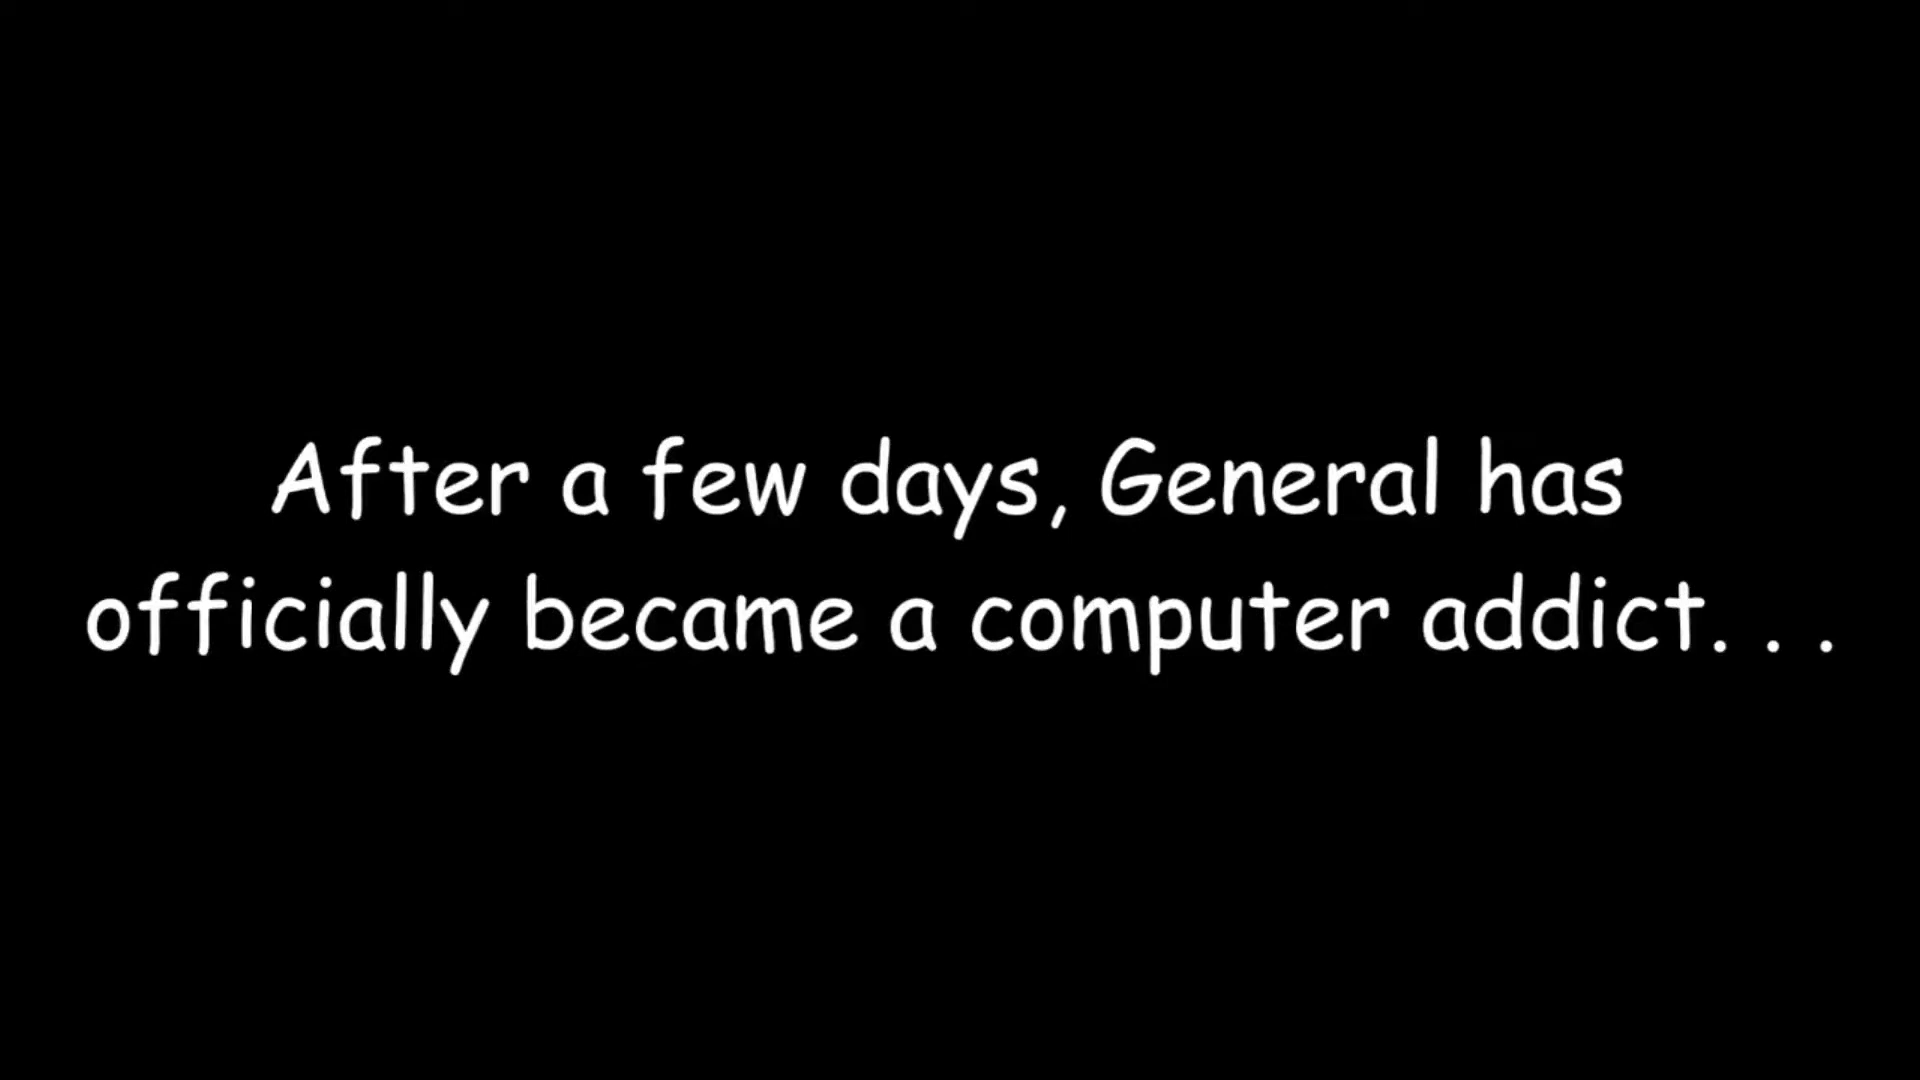 After a few days, General has
officially became a computer addict. . .